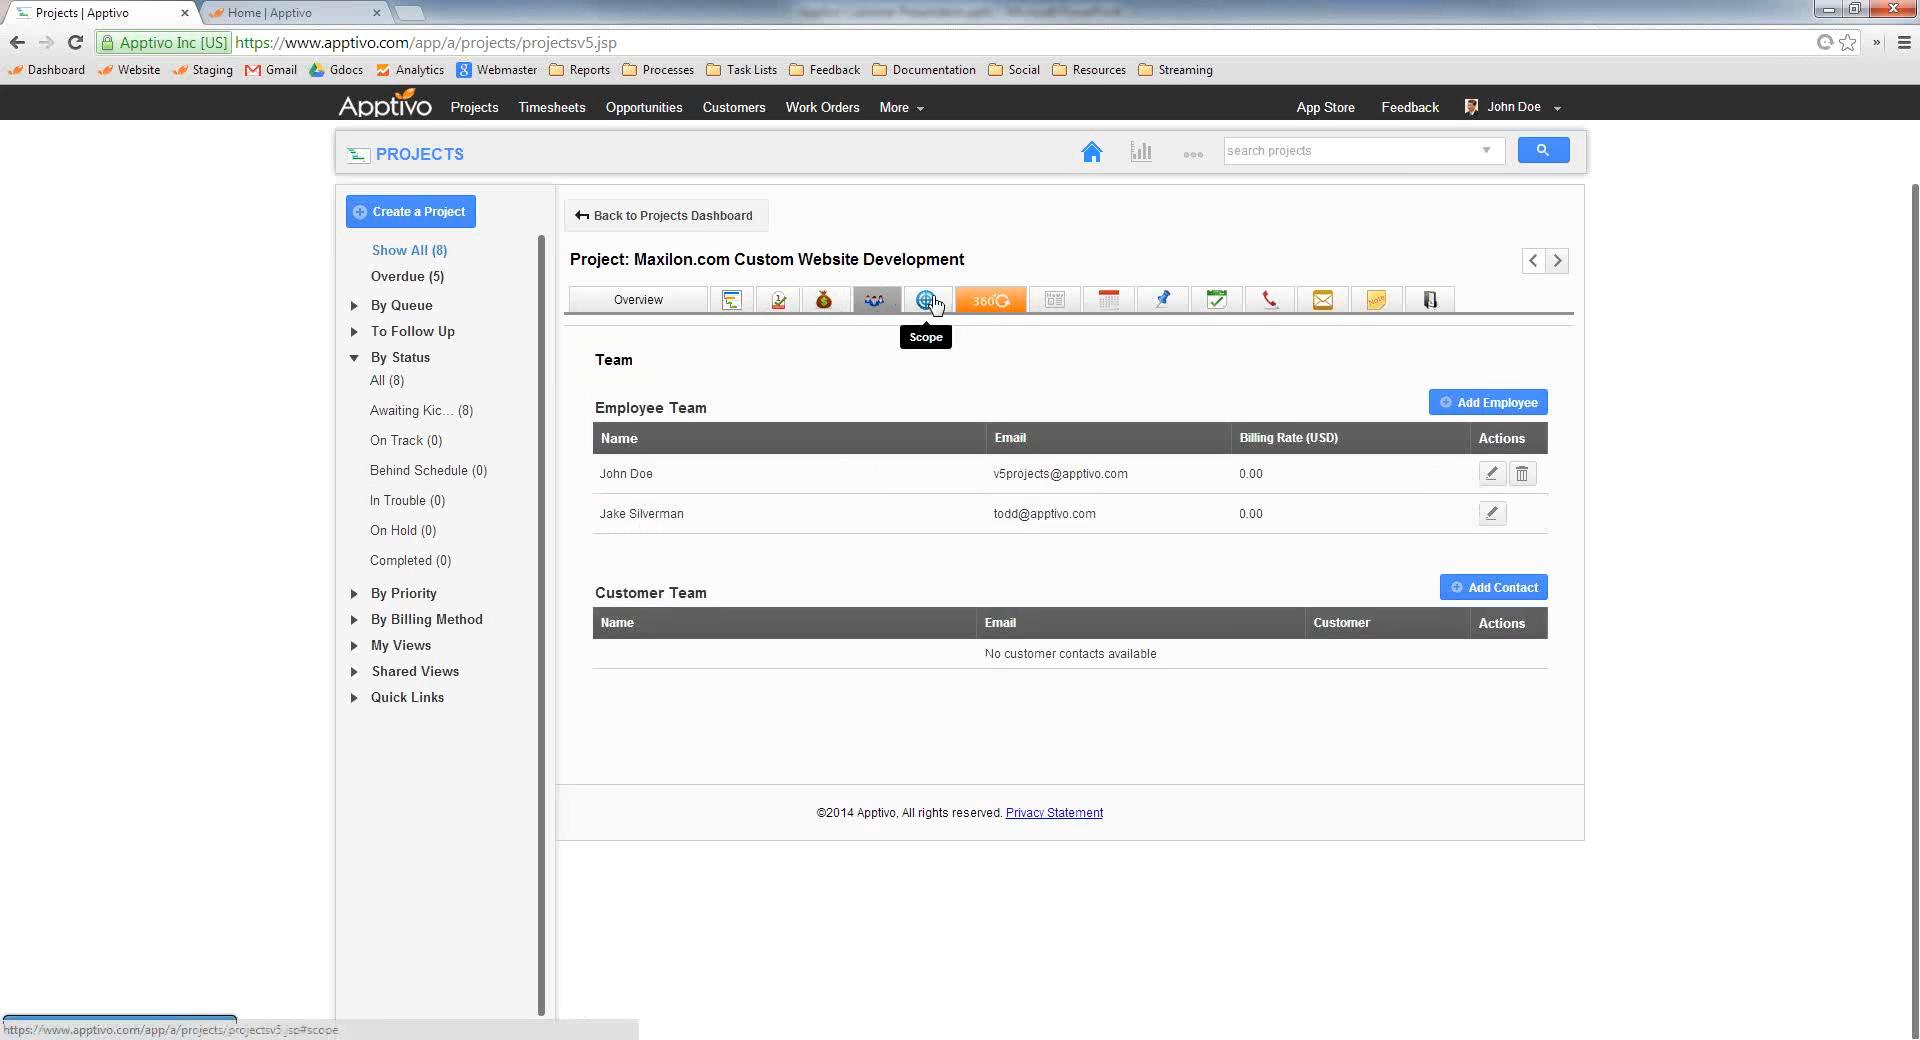 Projects | Apptivo
Home | Apptivo
Apptivo Inc [US] https://www.apptivo.com/app/a/projects/projectsv5.jsp
Dashboard Website Staging Gmail Gdocs Analytics Webmaster Reports Processes Task Lists Feedback Documentation Social Resources Streaming
Apptivo Projects Timesheets Opportunities Customers Work Orders More App Store Feedback John Doe
PROJECTS
search projects
Create a Project
Show All (8)
Overdue (5)
By Queue
To Follow Up
By Status
All (8)
Awaiting Kic... (8)
On Track (0)
Behind Schedule (0)
In Trouble (0)
On Hold (0)
Completed (0)
By Priority
By Billing Method
My Views
Shared Views
Quick Links
Back to Projects Dashboard
Project: Maxilon.com Custom Website Development
Overview
360
Scope
Team
Employee Team
Add Employee
Name Email Billing Rate (USD) Actions
John Doe v5projects@apptivo.com 0.00
Jake Silverman todd@apptivo.com 0.00
Customer Team
Add Contact
Name Email Customer Actions
No customer contacts available
©2014 Apptivo, All rights reserved. Privacy Statement
https://www.apptivo.com/app/a/projects/projectsv5.jsp#scope